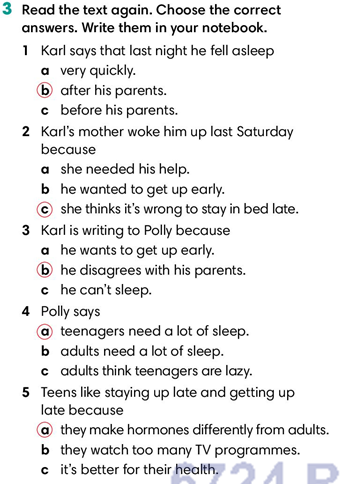 3 Read the text again. Choose the correct
answers. Write them in your notebook.
1 Karl says that last night he fell asleep
a very quickly.
b after his parents.
c before his parents.
2 Karl's mother woke him up last Saturday
because
a she needed his help.
b he wanted to get up early.
c she thinks it's wrong to stay in bed late.
3 Karl is writing to Polly because
a he wants to get up early.
b he disagrees with his parents.
c he can't sleep.
4 Polly says
a teenagers need a lot of sleep.
b adults need a lot of sleep.
c adults think teenagers are lazy.
5 Teens like staying up late and getting up
late because
a they make hormones differently from adults.
b they watch too many TV programmes.
c it's better for their health.